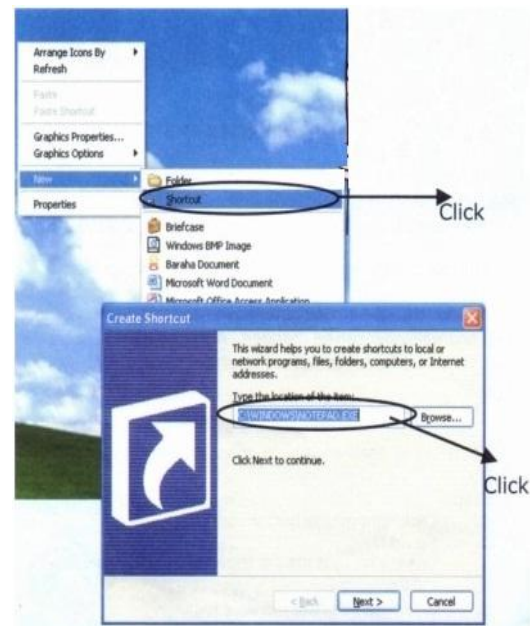 Arrange Icons By
Refresh
Paste
Paste Shortcut
Graphics Properties...
Graphics Options
New
Properties
Folder
Shortcut
Click
Briefcase
Windows BMP Image
Baraha Document
Microsoft Word Document
Microsoft Office Access Application
Create Shortcut
This wizard helps you to create shortcuts to local or
network programs, files, folders, computers, or Internet
addresses.
Type the location of the item:
C:\WINDOWS\NOTEPAD.EXE
Browse...
Click Next to continue.
Click
< Back
Next >
Cancel